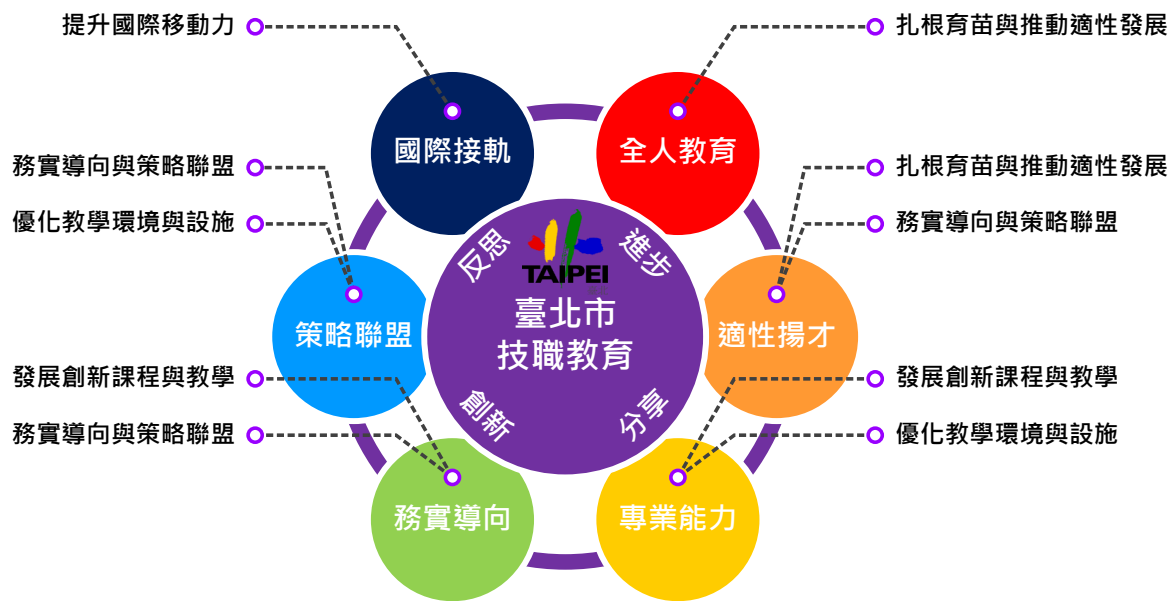 提升國際移動力
扎根育苗與推動適性發展
國際接軌
全人教育
務實導向與策略聯盟
扎根育苗與推動適性發展
優化教學環境與設施
務實導向與策略聯盟
反思
進步
TAIPEI
臺北市
技職教育
策略聯盟
適性揚才
發展創新課程與教學
發展創新課程與教學
創新
分享
務實導向與策略聯盟
優化教學環境與設施
務實導向
專業能力